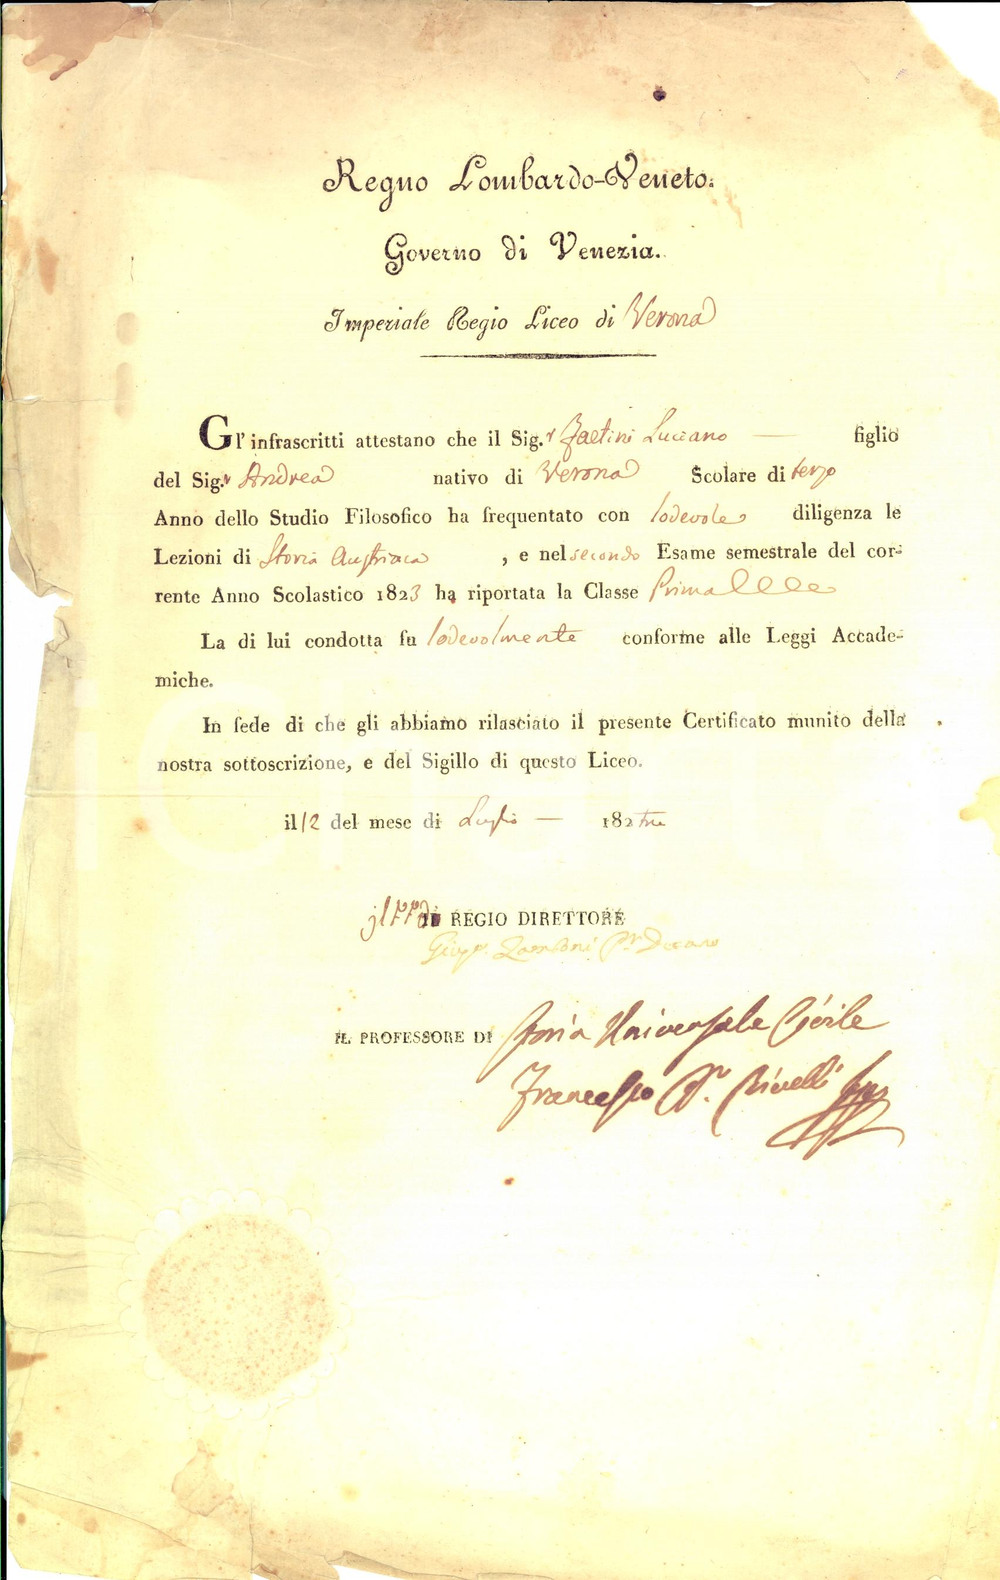 Regno Lombardo-Veneto.
Governo di Venezia.
Imperiale Regio Liceo di Verona
Gl' infrascritti attestano che il Sig.r Luciano — figlio
del Sig.r Andrea nativo di Verona Scolare di terzo
Anno dello Studio Filosofico ha frequentato con lodevole diligenza le
Lezioni di Storia Austriaca , e nel secondo Esame semestrale del cor-
rente Anno Scolastico 1823 ha riportata la Classe Prima
La di lui condotta fu lodevolmente conforme alle Leggi Accade-
miche.
In fede di che gli abbiamo rilasciato il presente Certificato munito della
nostra sottoscrizione, e del Sigillo di questo Liceo.
il 12 del mese di Luglio — 182tre
IL REGIO DIRETTORE
Zamboni
IL PROFESSORE DI Storia Universale Civile
Francesco